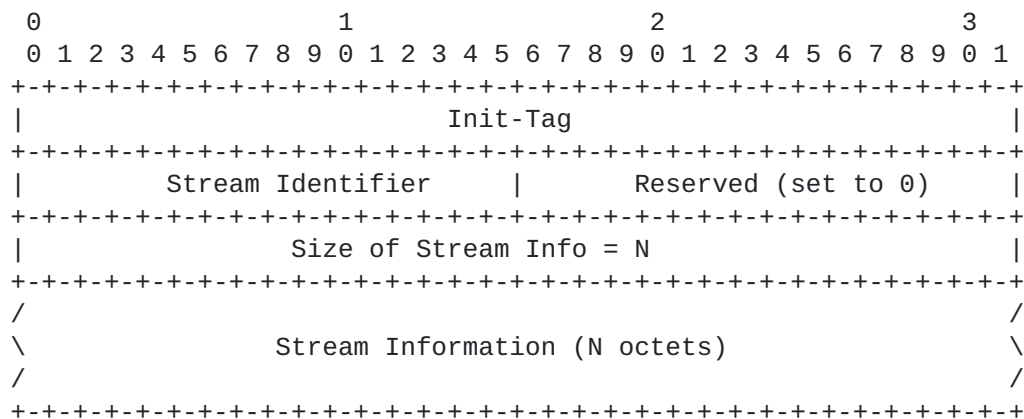 0                   1                   2                   3
 0 1 2 3 4 5 6 7 8 9 0 1 2 3 4 5 6 7 8 9 0 1 2 3 4 5 6 7 8 9 0 1
+-+-+-+-+-+-+-+-+-+-+-+-+-+-+-+-+-+-+-+-+-+-+-+-+-+-+-+-+-+-+-+-+
|                           Init-Tag                            |
+-+-+-+-+-+-+-+-+-+-+-+-+-+-+-+-+-+-+-+-+-+-+-+-+-+-+-+-+-+-+-+-+
|         Stream Identifier     |       Reserved (set to 0)     |
+-+-+-+-+-+-+-+-+-+-+-+-+-+-+-+-+-+-+-+-+-+-+-+-+-+-+-+-+-+-+-+-+
|                 Size of Stream Info = N                       |
+-+-+-+-+-+-+-+-+-+-+-+-+-+-+-+-+-+-+-+-+-+-+-+-+-+-+-+-+-+-+-+-+
/                                                               /
\                Stream Information (N octets)                  \
/                                                               /
+-+-+-+-+-+-+-+-+-+-+-+-+-+-+-+-+-+-+-+-+-+-+-+-+-+-+-+-+-+-+-+-+